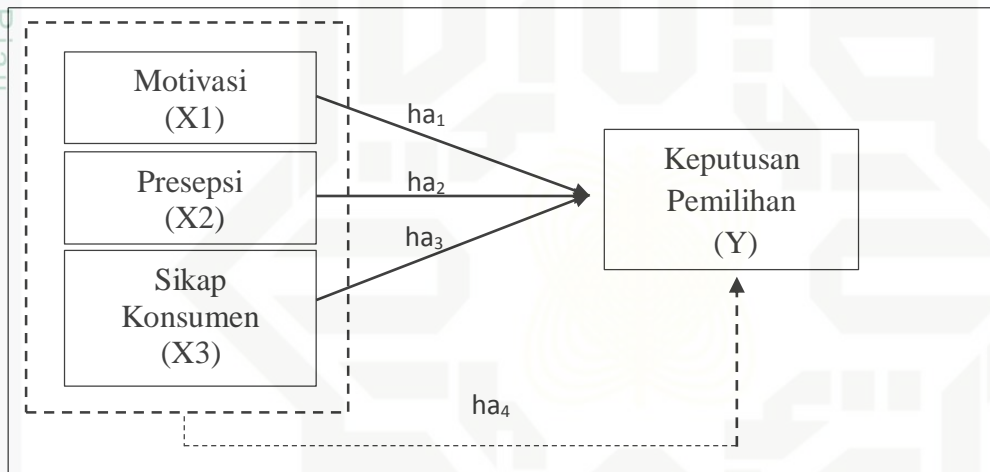 Motivasi
(X1)
Presepsi
(X2)
Sikap
Konsumen
(X3)
ha₁
ha₂
ha₃
Keputusan
Pemilihan
(Y)
ha₄